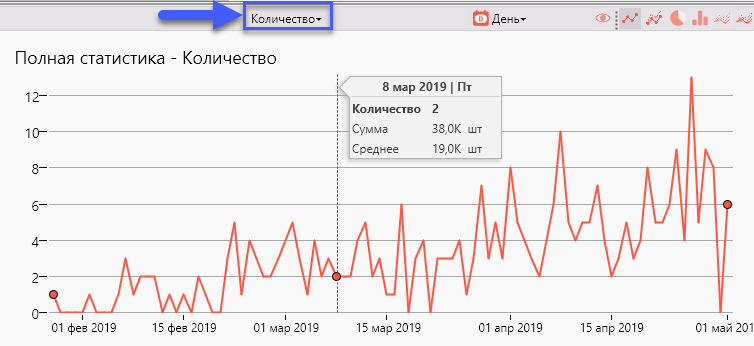 Количество
День
Полная статистика - Количество
8 мар 2019 | Пт
Количество 2
Сумма 38,0K шт
Среднее 19,0K шт
12
10
8
6
4
2
0
01 фев 2019 15 фев 2019 01 мар 2019 15 мар 2019 01 апр 2019 15 апр 2019 01 май 2019